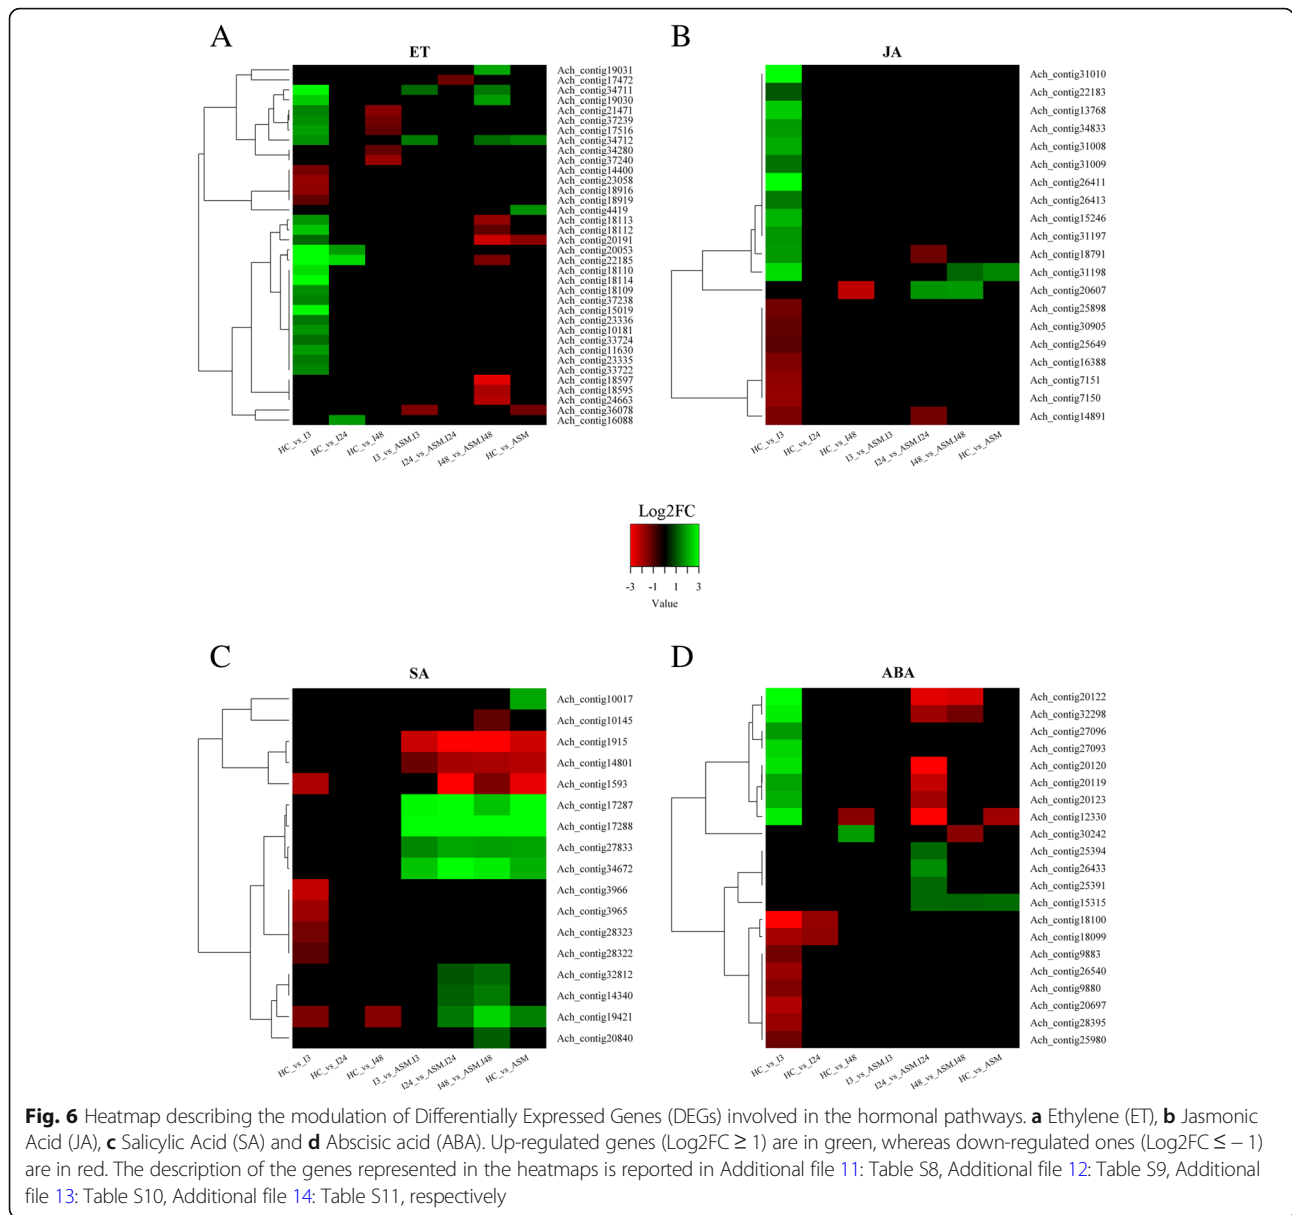 A
ET
Ach_contig19031
Ach_contig17472
Ach_contig34711
Ach_contig19030
Ach_contig21471
Ach_contig37239
Ach_contig17516
Ach_contig34712
Ach_contig34280
Ach_contig37240
Ach_contig14400
Ach_contig23058
Ach_contig18916
Ach_contig18919
Ach_contig4419
Ach_contig18113
Ach_contig18112
Ach_contig20191
Ach_contig20053
Ach_contig22185
Ach_contig18110
Ach_contig18114
Ach_contig18109
Ach_contig37238
Ach_contig15019
Ach_contig23336
Ach_contig10181
Ach_contig33724
Ach_contig11630
Ach_contig23335
Ach_contig33722
Ach_contig18597
Ach_contig18595
Ach_contig24663
Ach_contig36078
Ach_contig16088
HC_vs_I3
HC_vs_I24
HC_vs_I48
I3_vs_ASM.I3
I24_vs_ASM.I24
I48_vs_ASM.I48
HC_vs_ASM
B
JA
Ach_contig31010
Ach_contig22183
Ach_contig13768
Ach_contig34833
Ach_contig31008
Ach_contig31009
Ach_contig26411
Ach_contig26413
Ach_contig15246
Ach_contig31197
Ach_contig18791
Ach_contig31198
Ach_contig20607
Ach_contig25898
Ach_contig30905
Ach_contig25649
Ach_contig16388
Ach_contig7151
Ach_contig7150
Ach_contig14891
HC_vs_I3
HC_vs_I24
HC_vs_I48
I3_vs_ASM.I3
I24_vs_ASM.I24
I48_vs_ASM.I48
HC_vs_ASM
Log2FC
-3 -1 1 3
Value
C
SA
Ach_contig10017
Ach_contig10145
Ach_contig1915
Ach_contig14801
Ach_contig1593
Ach_contig17287
Ach_contig17288
Ach_contig27833
Ach_contig34672
Ach_contig3966
Ach_contig3965
Ach_contig28323
Ach_contig28322
Ach_contig32812
Ach_contig14340
Ach_contig19421
Ach_contig20840
HC_vs_I3
HC_vs_I24
HC_vs_I48
I3_vs_ASM.I3
I24_vs_ASM.I24
I48_vs_ASM.I48
HC_vs_ASM
D
ABA
Ach_contig20122
Ach_contig32298
Ach_contig27096
Ach_contig27093
Ach_contig20120
Ach_contig20119
Ach_contig20123
Ach_contig12330
Ach_contig30242
Ach_contig25394
Ach_contig26433
Ach_contig25391
Ach_contig15315
Ach_contig18100
Ach_contig18099
Ach_contig9883
Ach_contig26540
Ach_contig9880
Ach_contig20697
Ach_contig28395
Ach_contig25980
HC_vs_I3
HC_vs_I24
HC_vs_I48
I3_vs_ASM.I3
I24_vs_ASM.I24
I48_vs_ASM.I48
HC_vs_ASM
Fig. 6 Heatmap describing the modulation of Differentially Expressed Genes (DEGs) involved in the hormonal pathways. a Ethylene (ET), b Jasmonic
Acid (JA), c Salicylic Acid (SA) and d Abscisic acid (ABA). Up-regulated genes (Log2FC ≥ 1) are in green, whereas down-regulated ones (Log2FC ≤ − 1)
are in red. The description of the genes represented in the heatmaps is reported in Additional file 11: Table S8, Additional file 12: Table S9, Additional
file 13: Table S10, Additional file 14: Table S11, respectively